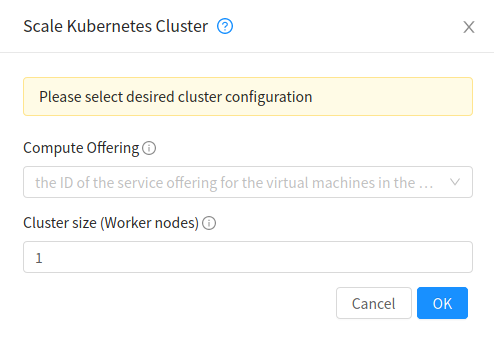 Scale Kubernetes Cluster
Please select desired cluster configuration
Compute Offering
the ID of the service offering for the virtual machines in the ...
Cluster size (Worker nodes)
1
Cancel OK